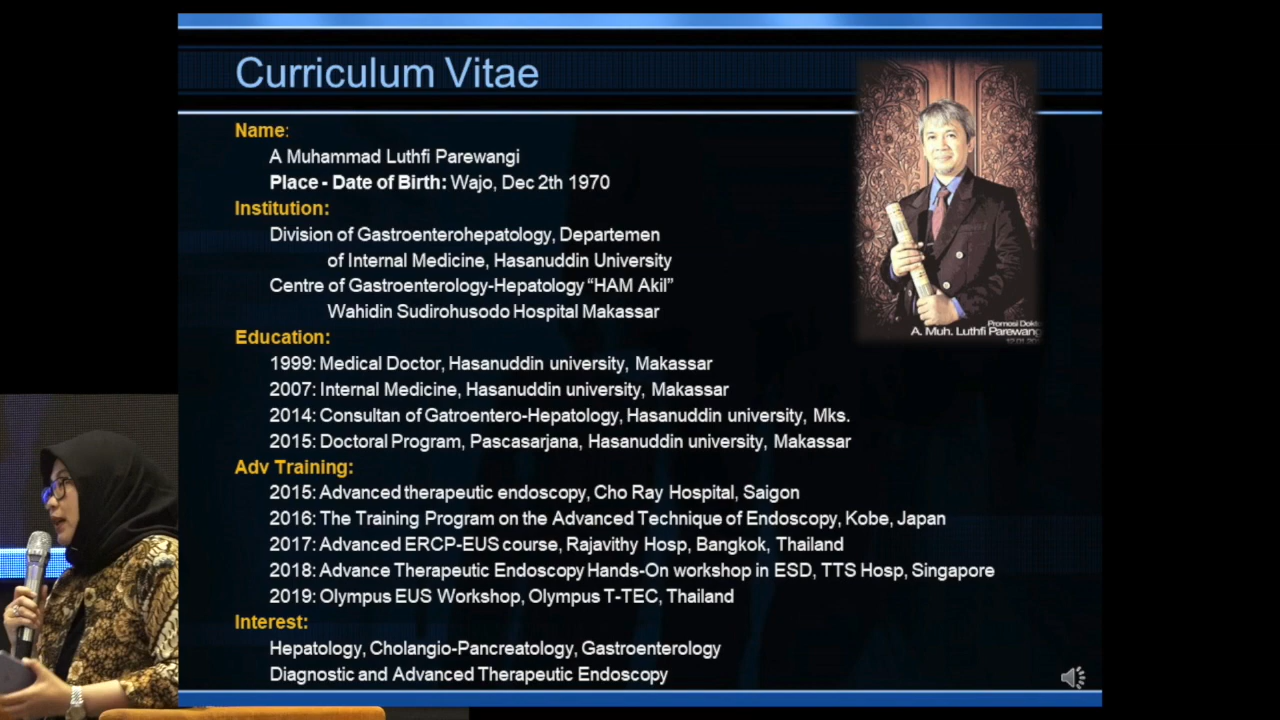 Curriculum Vitae
Name:
A Muhammad Luthfi Parewangi
Place - Date of Birth: Wajo, Dec 2th 1970
Institution:
Division of Gastroenterohepatology, Departemen
of Internal Medicine, Hasanuddin University
Centre of Gastroenterology-Hepatology “HAM Akil”
Wahidin Sudirohusodo Hospital Makassar
Education:
1999: Medical Doctor, Hasanuddin university, Makassar
2007: Internal Medicine, Hasanuddin university, Makassar
2014: Consultan of Gatroentero-Hepatology, Hasanuddin university, Mks.
2015: Doctoral Program, Pascasarjana, Hasanuddin university, Makassar
Adv Training:
2015: Advanced therapeutic endoscopy, Cho Ray Hospital, Saigon
2016: The Training Program on the Advanced Technique of Endoscopy, Kobe, Japan
2017: Advanced ERCP-EUS course, Rajavithy Hosp, Bangkok, Thailand
2018: Advance Therapeutic Endoscopy Hands-On workshop in ESD, TTS Hosp, Singapore
2019: Olympus EUS Workshop, Olympus T-TEC, Thailand
Interest:
Hepatology, Cholangio-Pancreatology, Gastroenterology
Diagnostic and Advanced Therapeutic Endoscopy
Promosi Dokt
A. Muh. Luthfi Parewang